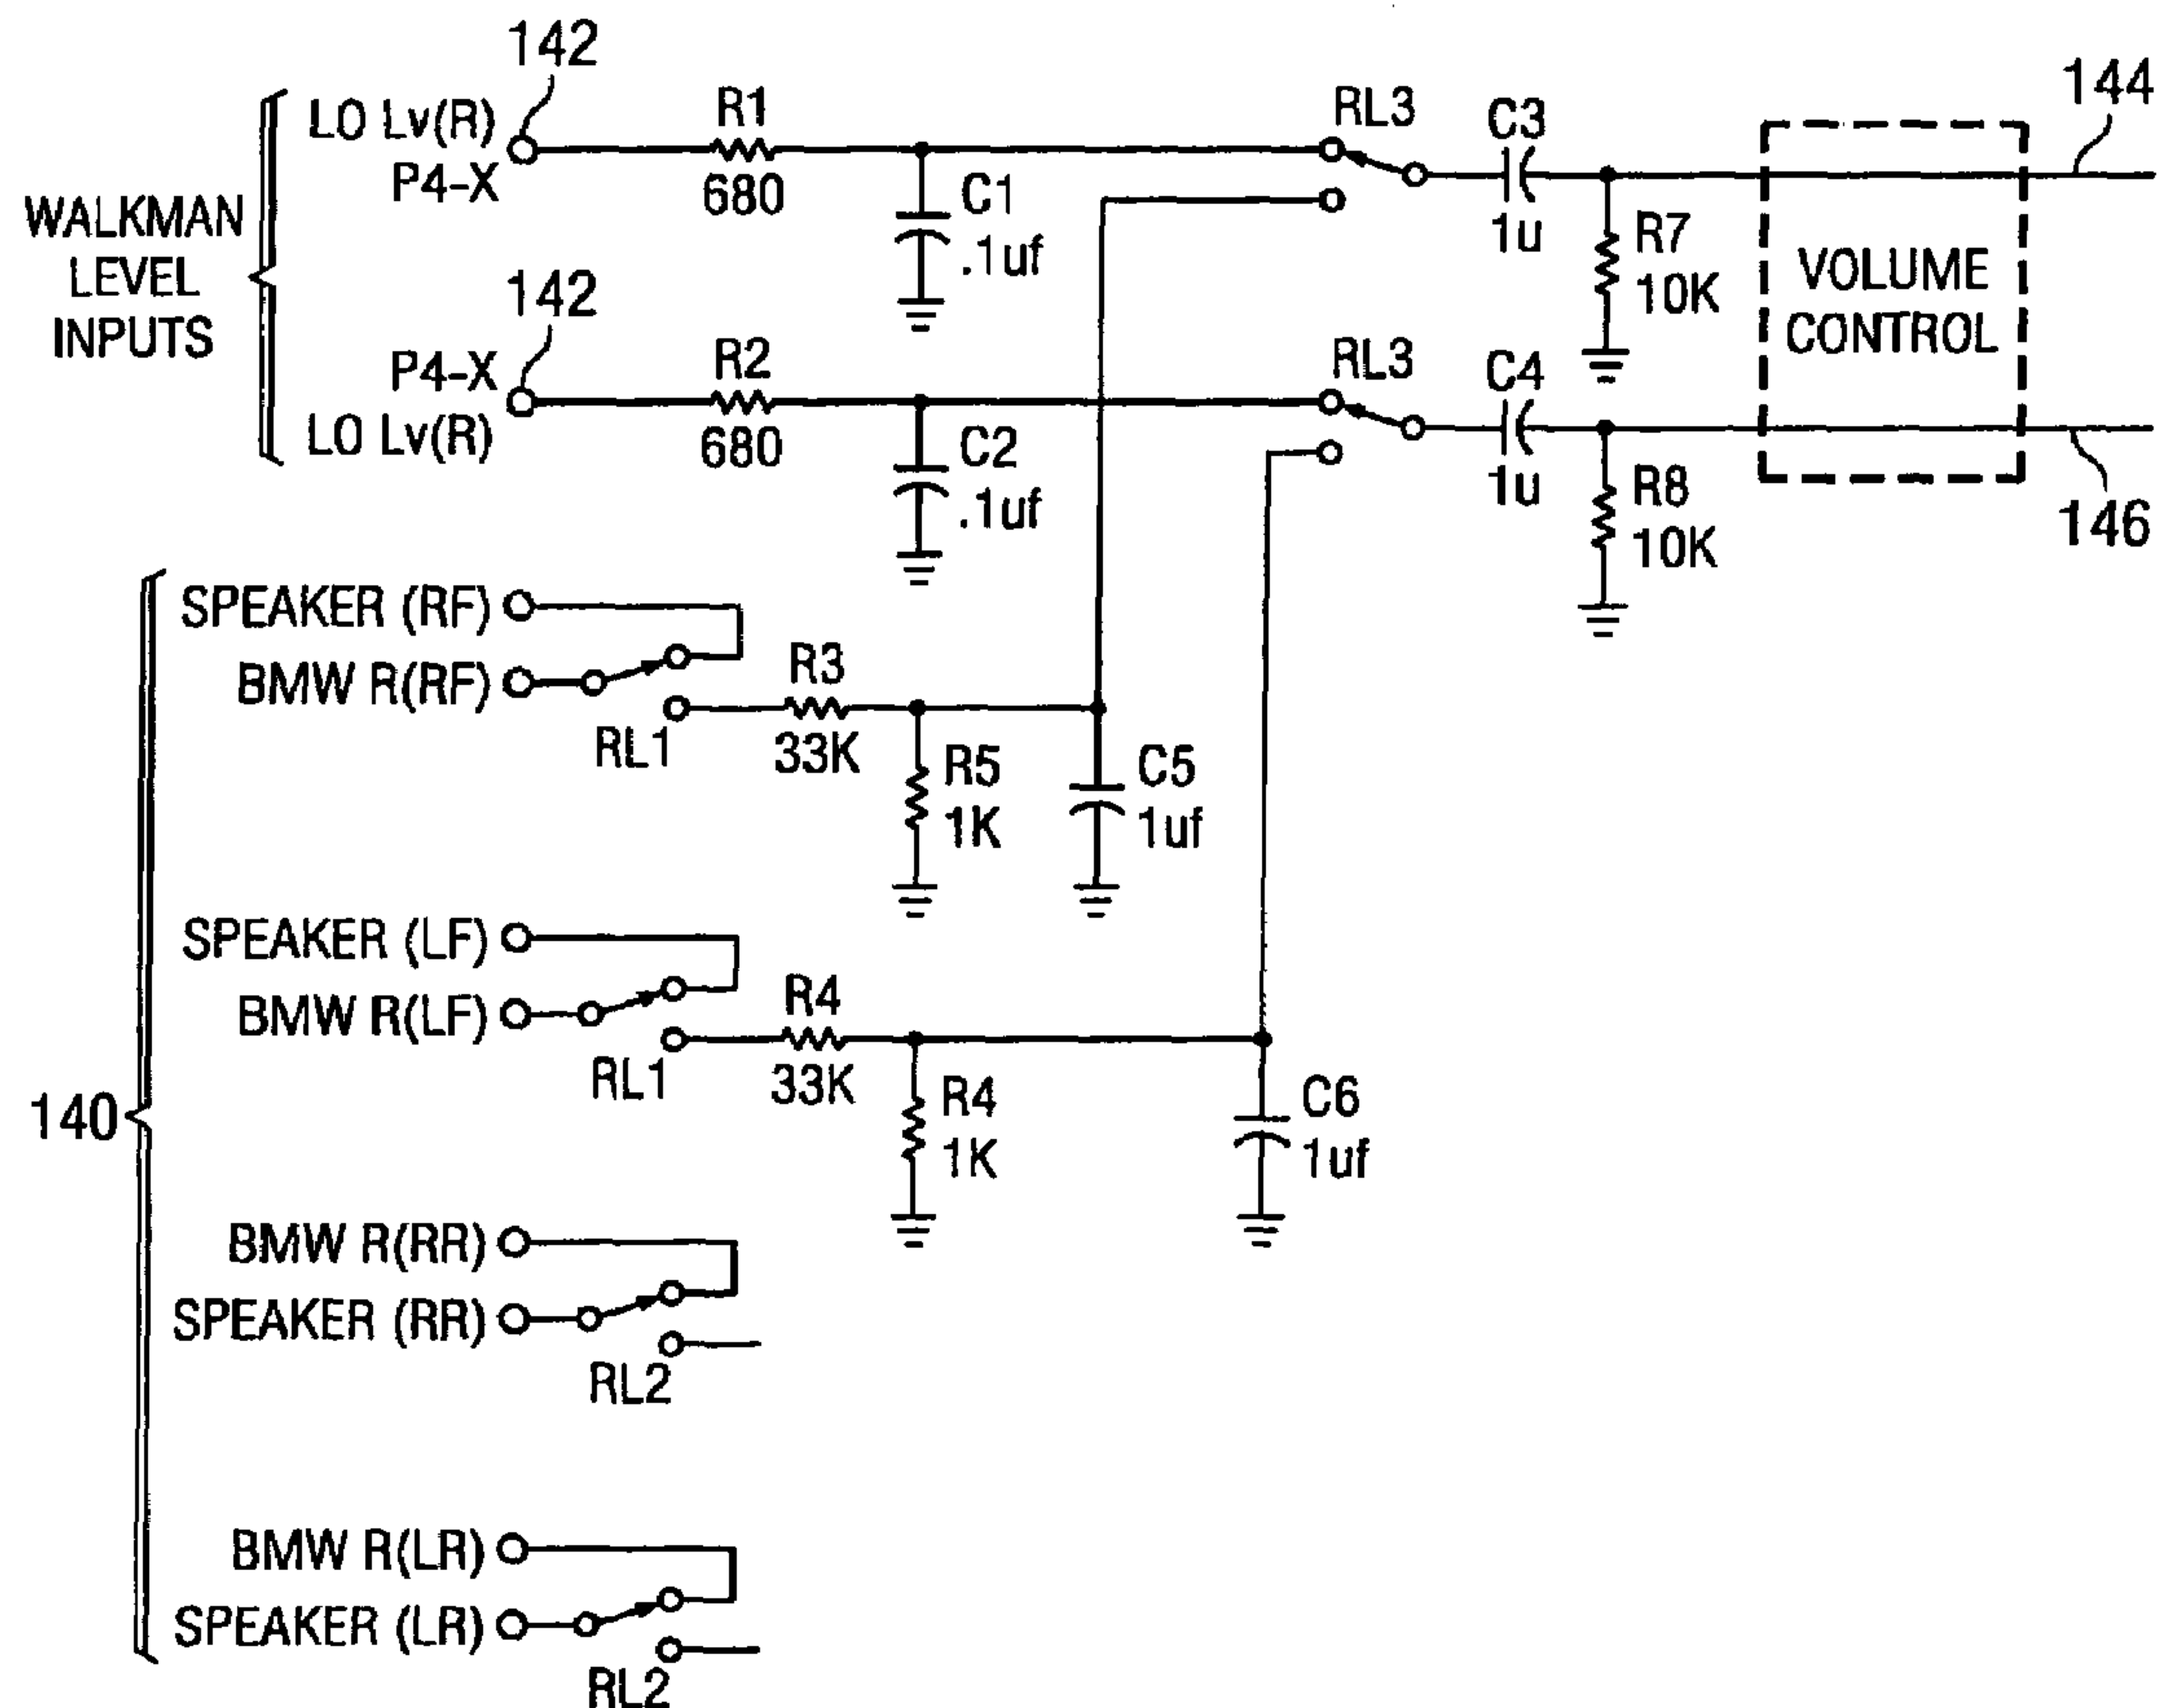 142
LO Lv(R)
P4-X
R1
680
C1
.1uf
RL3
C3
1u
R7
10K
144
WALKMAN
LEVEL
INPUTS
VOLUME
CONTROL
142
P4-X
LO Lv(R)
R2
680
C2
.1uf
RL3
C4
1u
R8
10K
146
SPEAKER (RF)
BMW R(RF)
RL1
R3
33K
R5
1K
C5
1uf
SPEAKER (LF)
BMW R(LF)
RL1
R4
33K
R4
1K
C6
1uf
140
BMW R(RR)
SPEAKER (RR)
RL2
BMW R(LR)
SPEAKER (LR)
RL2